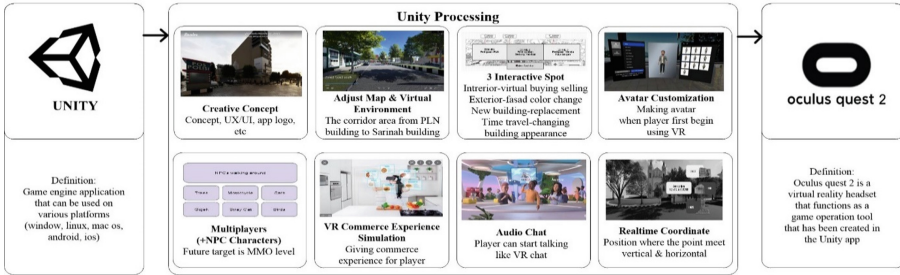 Unity Processing
UNITY
Definition:
Game engine application
that can be used on
various platforms
(window, linux, mac os,
android, ios)
Creative Concept
Concept, UX/UI, app logo,
etc
Adjust Map & Virtual
Environment
The corridor area from PLN
building to Sarinah building
3 Interactive Spot
Intrerior-virtual buying selling
Exterior-fasad color change
New building-replacement
Time travel-changing
building appearance
Avatar Customization
Making avatar
when player first begin
using VR
NPCs walking around
Multiplayers
(+NPC Characters)
Future target is MMO level
VR Commerce Experience
Simulation
Giving commerce
experience for player
Audio Chat
Player can start talking
like VR chat
Realtime Coordinate
Position where the point meet
vertical & horizontal
oculus quest 2
Definition:
Oculus quest 2 is a
virtual reality headset
that functions as a
game operation tool
that has been created in
the Unity app